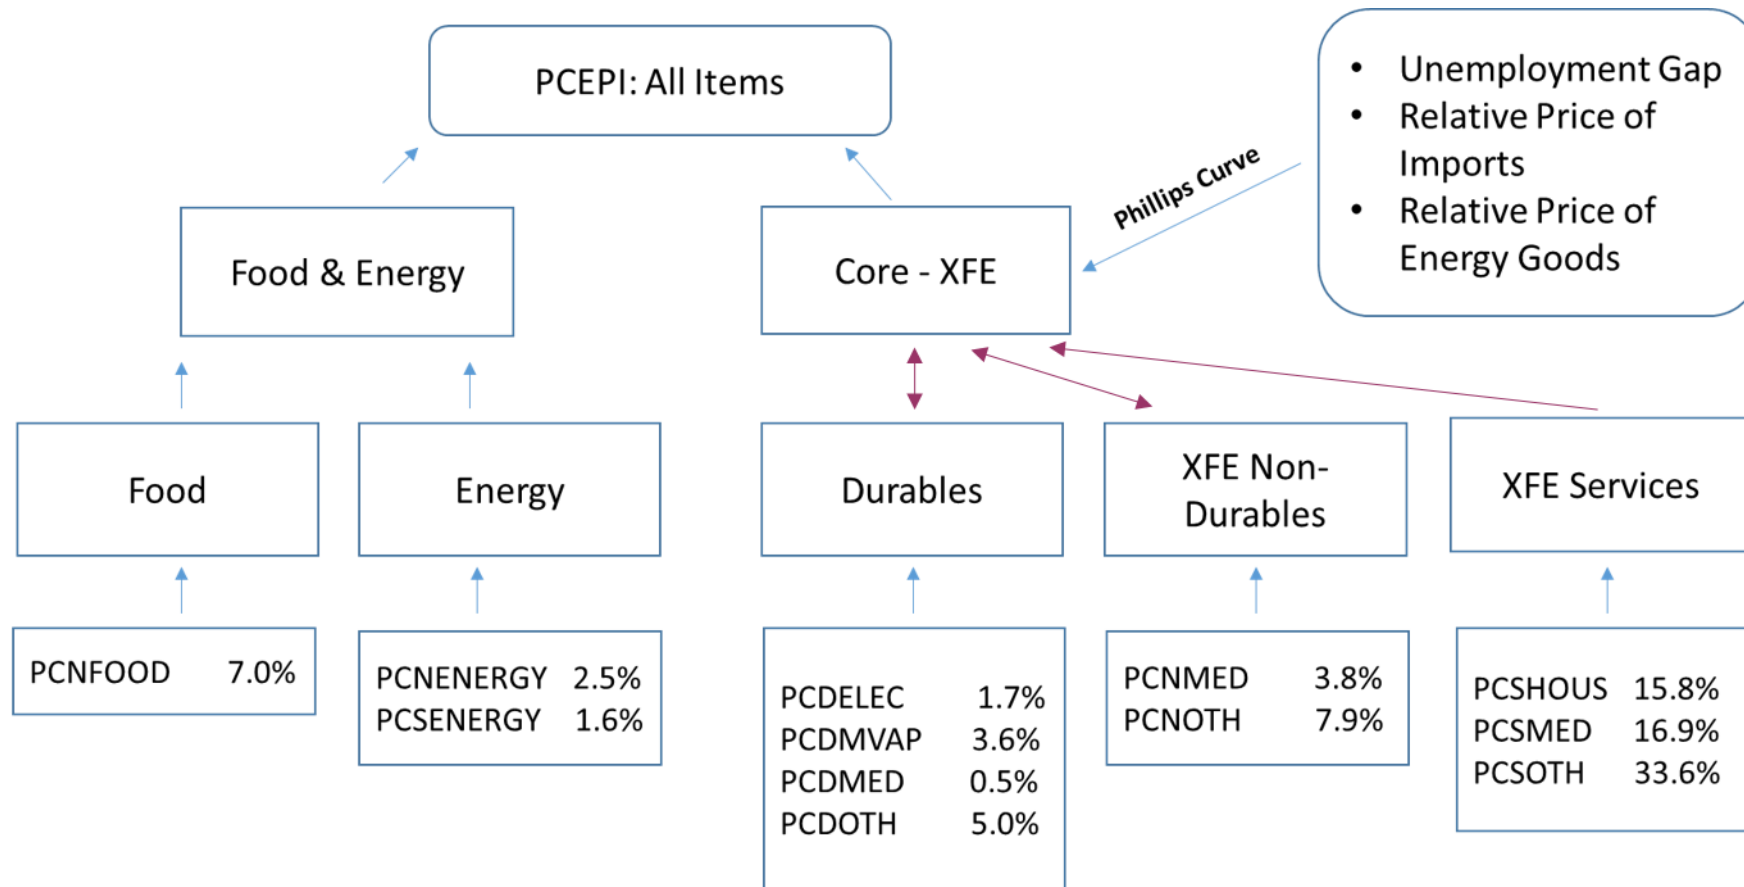 PCEPI: All Items
• Unemployment Gap
• Relative Price of
Imports
• Relative Price of
Energy Goods
Phillips Curve
Food & Energy
Core - XFE
Food
Energy
Durables
XFE Non-
Durables
XFE Services
PCNFOOD 7.0%
PCNENERGY 2.5%
PCSENERGY 1.6%
PCDELEC 1.7%
PCDMVAP 3.6%
PCDMED 0.5%
PCDOTH 5.0%
PCNMED 3.8%
PCNOTH 7.9%
PCSHOUS 15.8%
PCSMED 16.9%
PCSOTH 33.6%